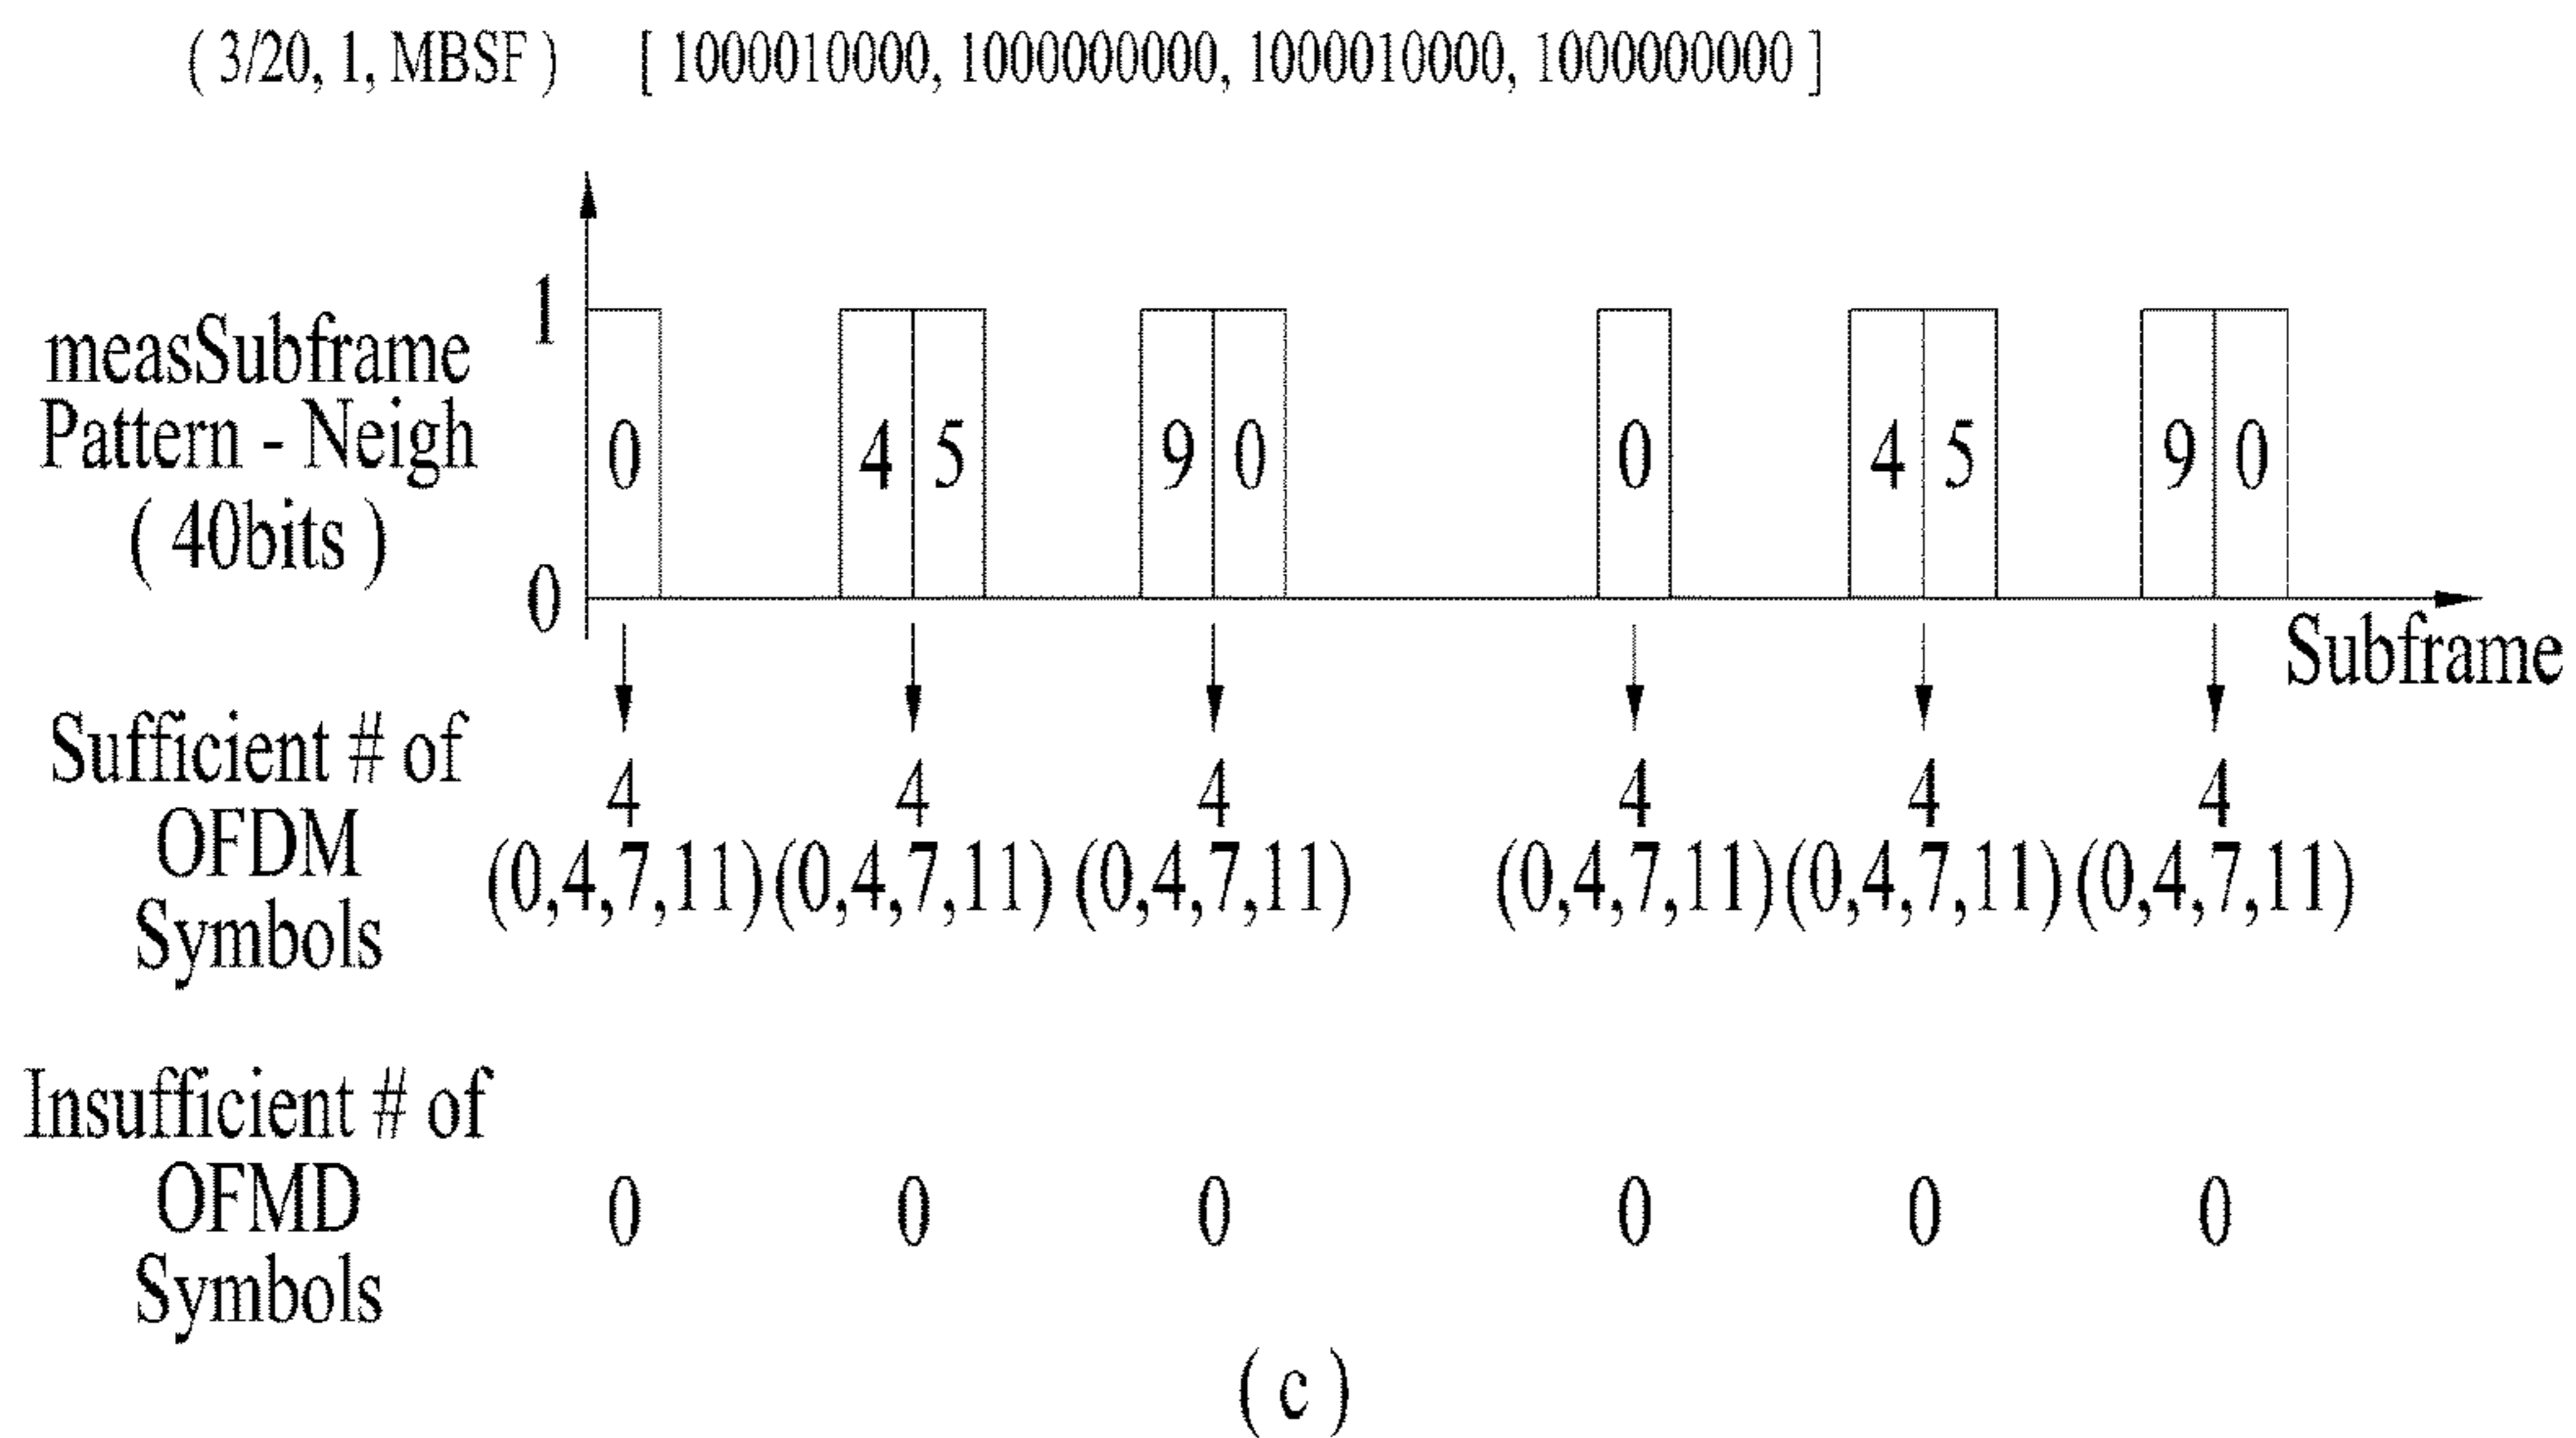 ( 3/20, 1, MBSF ) [ 1000010000, 1000000000, 1000010000, 1000000000 ]
1
measSubframe
Pattern - Neigh
( 40bits )
0 4 5 9 0 0 4 5 9 0
0
Subframe
Sufficient # of
OFDM
Symbols
4 4 4 4 4 4
(0,4,7,11) (0,4,7,11) (0,4,7,11) (0,4,7,11) (0,4,7,11) (0,4,7,11)
Insufficient # of
OFMD
Symbols
0 0 0 0 0 0
( c )